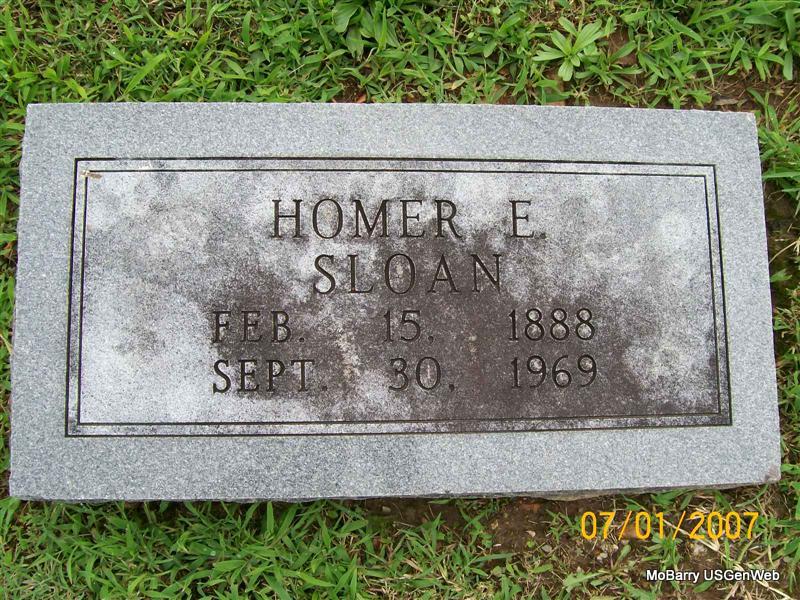 HOMER E.
SLOAN
FEB. 15, 1888
SEPT. 30, 1969
07/01/2007
MoBarry USGenWeb